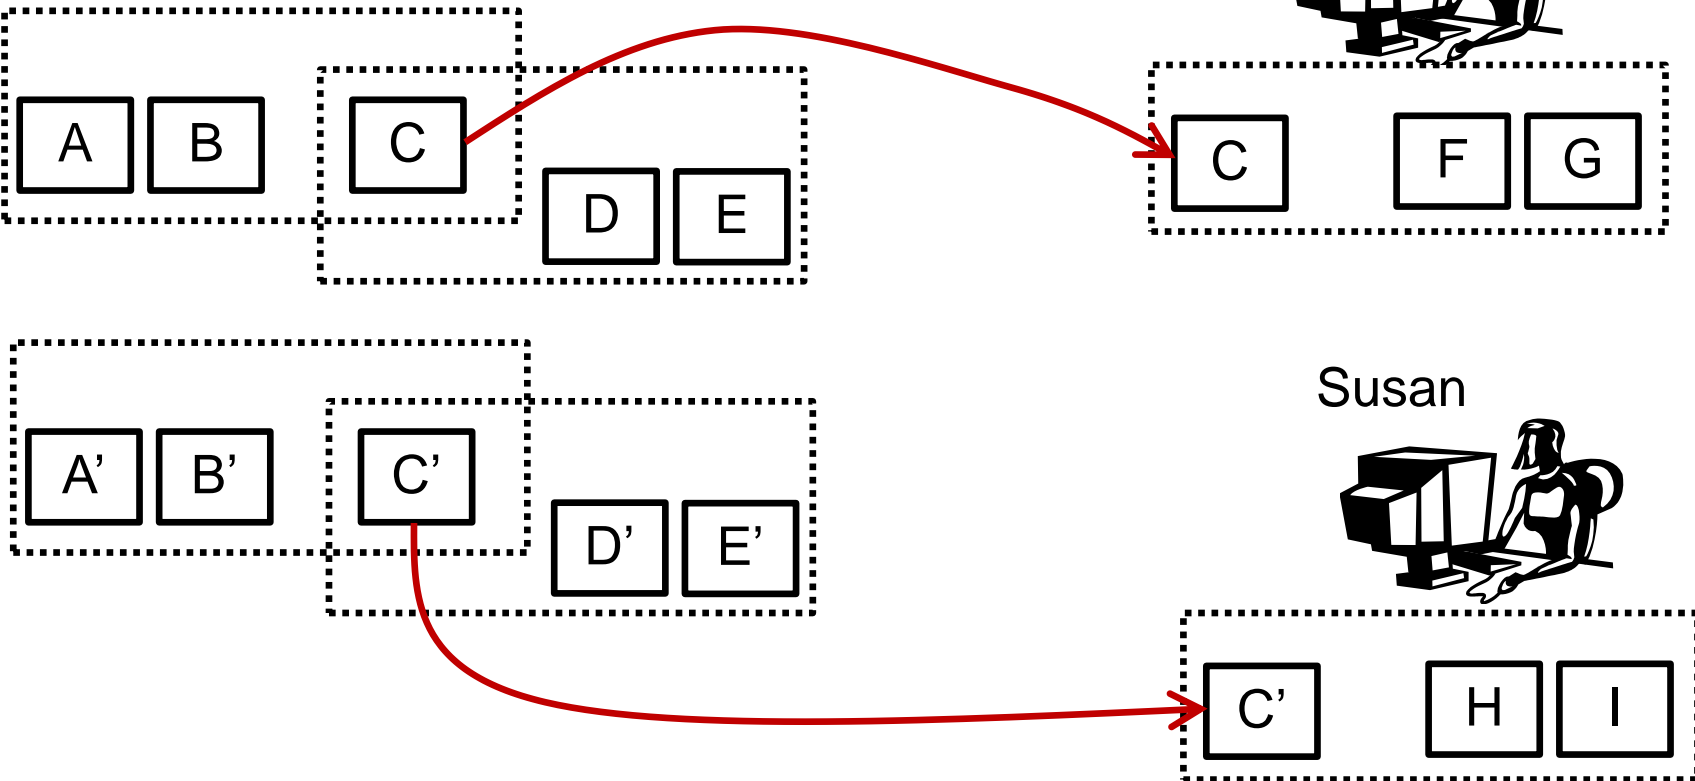 A B C
D E
C F G
Susan
A’ B’ C’
D’ E’
C’ H I